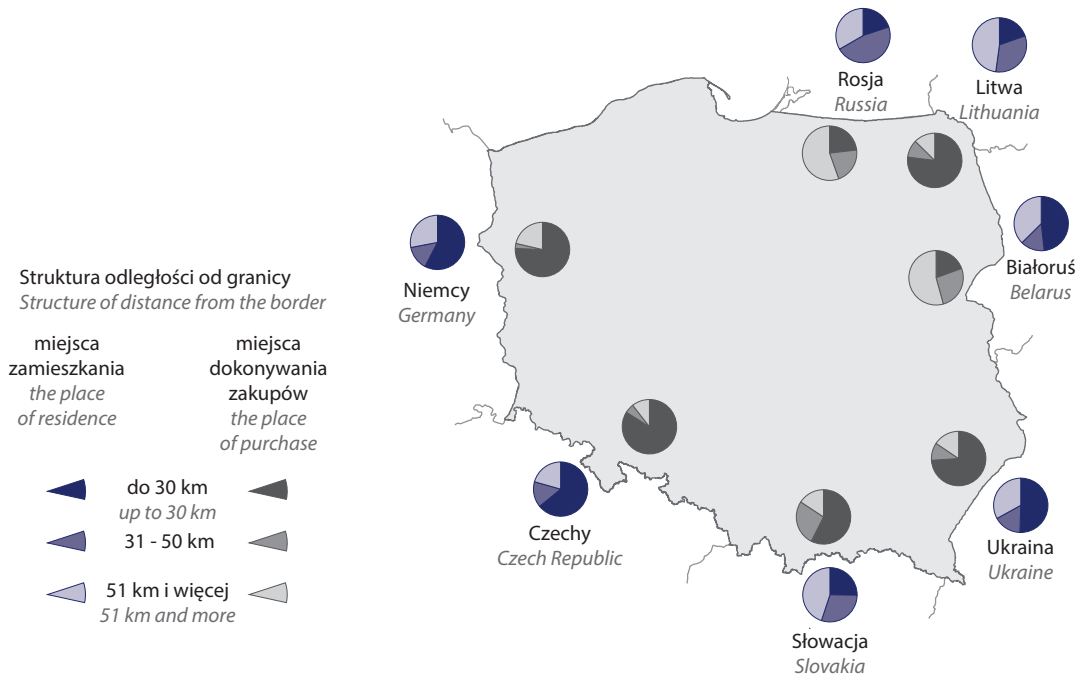 Rosja
Russia
Litwa
Lithuania
Białoruś
Belarus
Niemcy
Germany
Struktura odległości od granicy
Structure of distance from the border
miejsca
zamieszkania
the place
of residence
miejsca
dokonywania
zakupów
the place
of purchase
do 30 km
up to 30 km
31 - 50 km
51 km i więcej
51 km and more
Czechy
Czech Republic
Ukraina
Ukraine
Słowacja
Slovakia